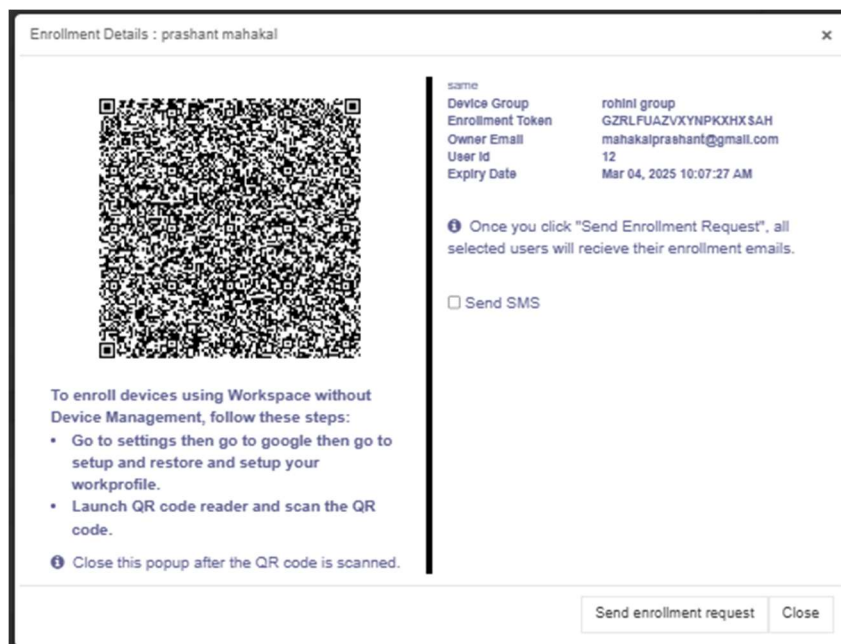 Enrollment Details : prashant mahakal
×
To enroll devices using Workspace without
Device Management, follow these steps:
• Go to settings then go to google then go to
setup and restore and setup your
workprofile.
• Launch QR code reader and scan the QR
code.
Close this popup after the QR code is scanned.
same
Device Group rohini group
Enrollment Token GZRLFUAZVXYNPKXHXSAH
Owner Email mahakalprashant@gmail.com
User Id 12
Expiry Date Mar 04, 2025 10:07:27 AM
Once you click "Send Enrollment Request", all
selected users will recieve their enrollment emails.
Send SMS
Send enrollment request Close